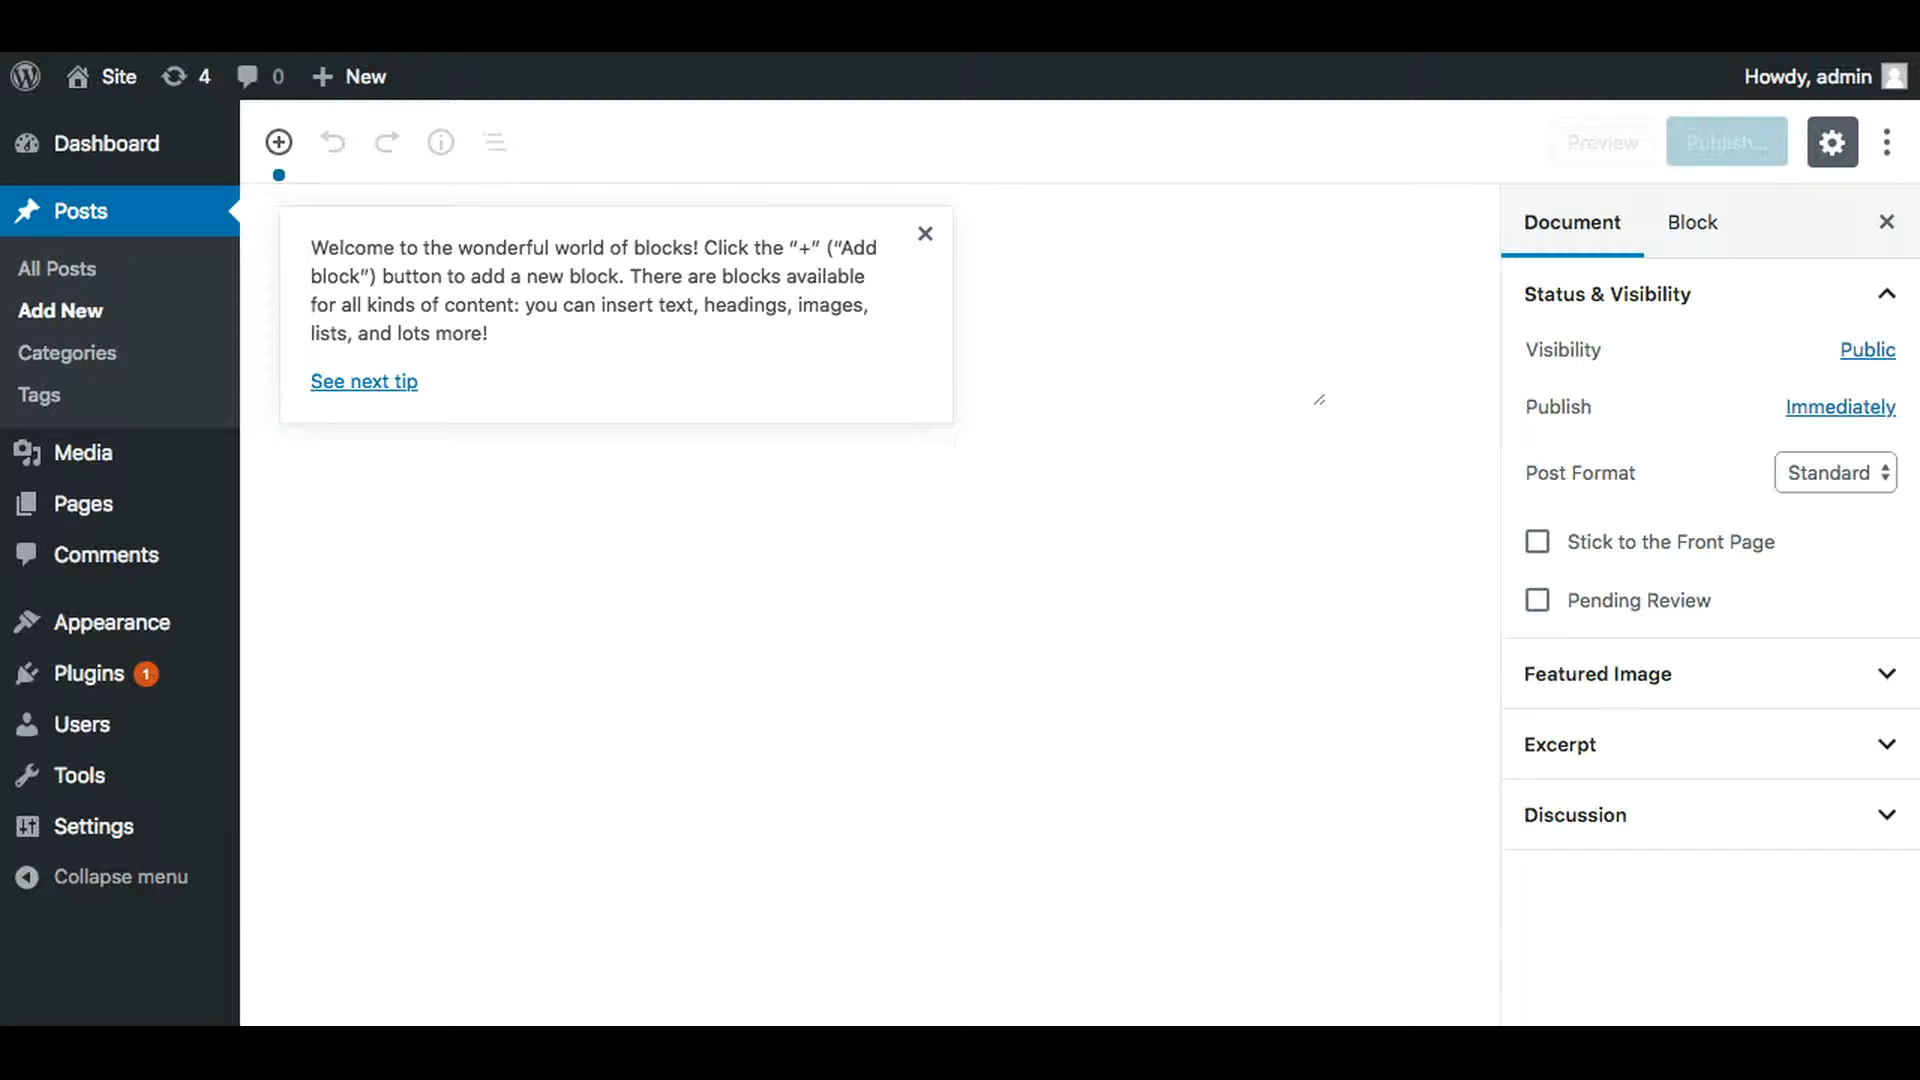 Site
4
0
New
Howdy, admin
Dashboard
Posts
All Posts
Add New
Categories
Tags
Media
Pages
Comments
Appearance
Plugins 1
Users
Tools
Settings
Collapse menu
Preview
Publish...
Welcome to the wonderful world of blocks! Click the “+” (“Add
block”) button to add a new block. There are blocks available
for all kinds of content: you can insert text, headings, images,
lists, and lots more!
See next tip
Document
Block
Status & Visibility
Visibility
Public
Publish
Immediately
Post Format
Standard
Stick to the Front Page
Pending Review
Featured Image
Excerpt
Discussion